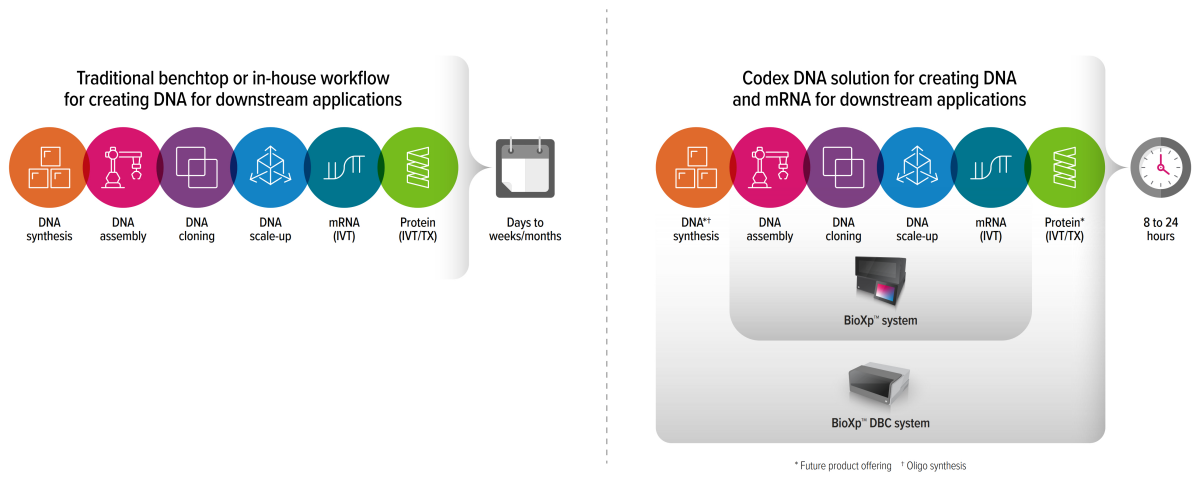 Traditional benchtop or in-house workflow
for creating DNA for downstream applications
DNA
synthesis
DNA
assembly
DNA
cloning
DNA
scale-up
mRNA
(IVT)
Protein
(IVT/TX)
Days to
weeks/months
Codex DNA solution for creating DNA
and mRNA for downstream applications
DNA*†
synthesis
DNA
assembly
DNA
cloning
DNA
scale-up
mRNA
(IVT)
Protein*
(IVT/TX)
8 to 24
hours
BioXp™ system
BioXp™ DBC system
* Future product offering † Oligo synthesis